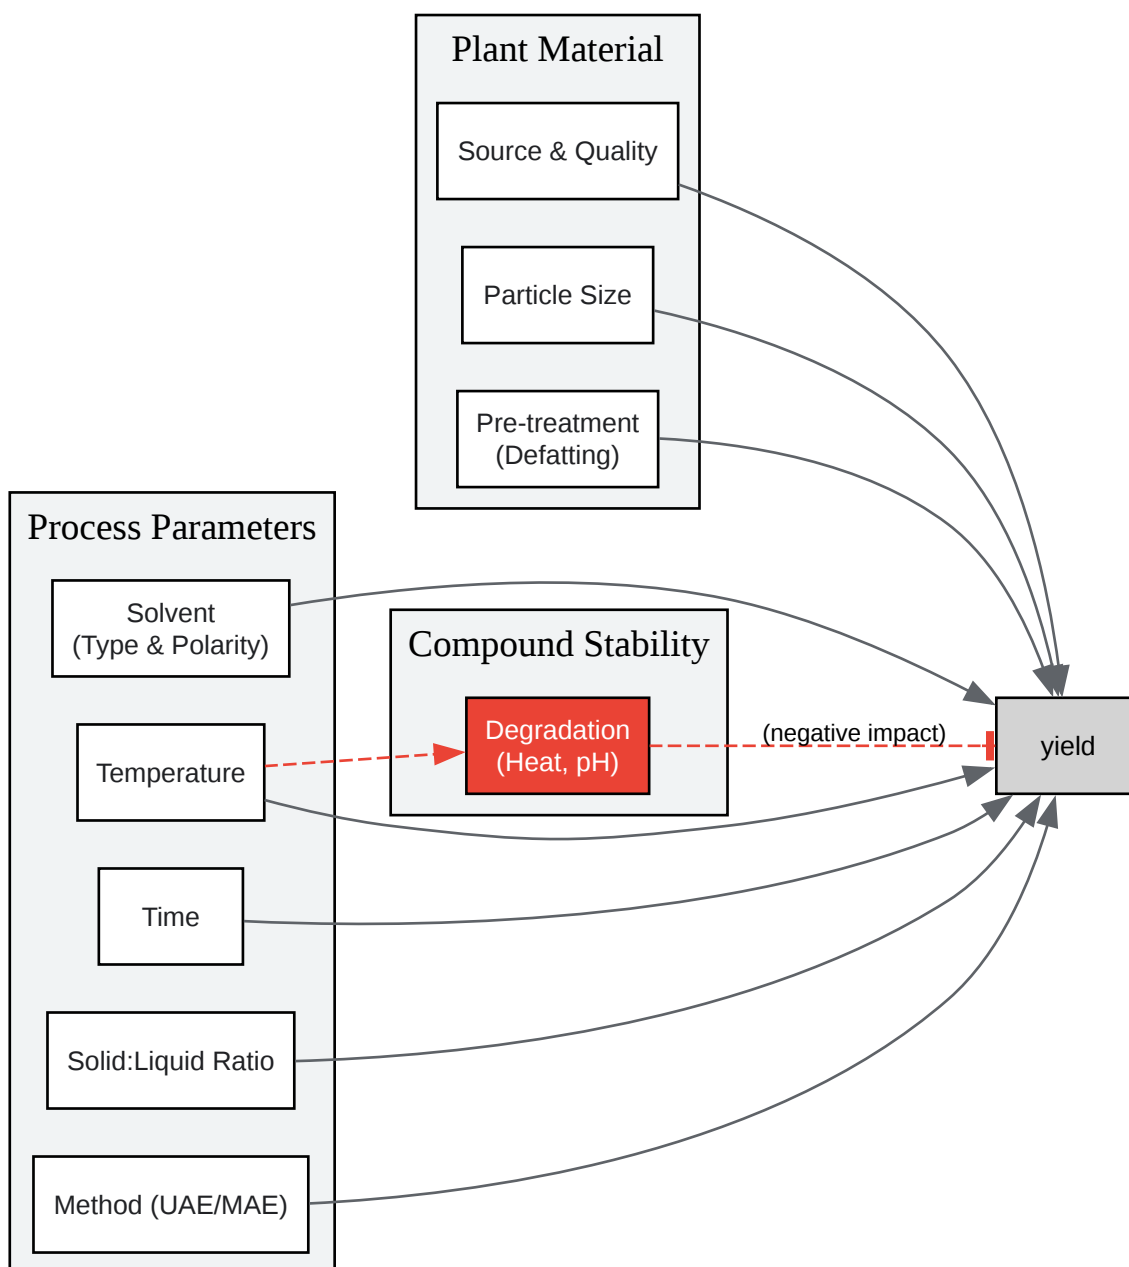 Plant Material
Source & Quality
Particle Size
Pre-treatment
(Defatting)
Process Parameters
Solvent
(Type & Polarity)
Temperature
Time
Solid:Liquid Ratio
Method (UAE/MAE)
Compound Stability
Degradation
(Heat, pH)
(negative impact)
yield